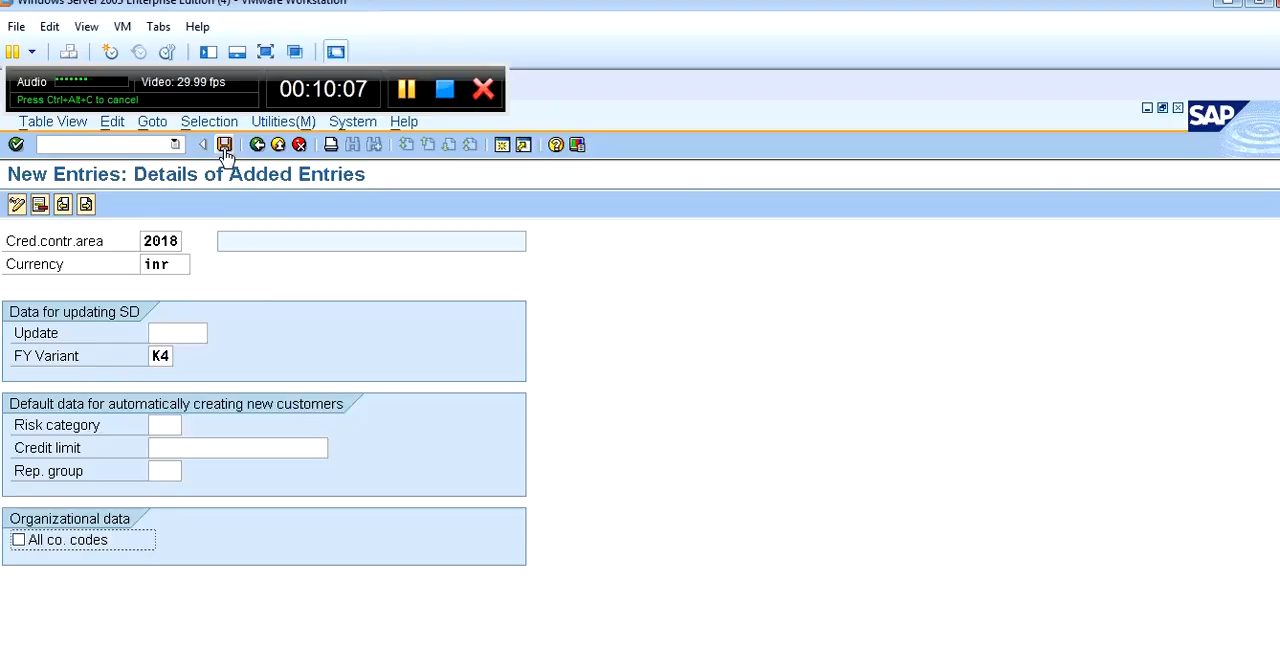 Windows Server 2003 Enterprise Edition (4) - VMware Workstation
File Edit View VM Tabs Help
Audio Video: 29.99 fps 00:10:07
Press Ctrl+Alt+C to cancel
Table View Edit Goto Selection Utilities(M) System Help
SAP
New Entries: Details of Added Entries
Cred.contr.area 2018
Currency inr
Data for updating SD
Update
FY Variant K4
Default data for automatically creating new customers
Risk category
Credit limit
Rep. group
Organizational data
All co. codes